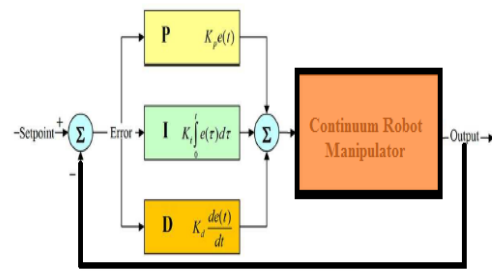 P K_p e(t)
–Setpoint
+
Σ
–
Error
I K_i ∫_0^t e(τ)dτ
Σ
Continuum Robot
Manipulator
–Output
D K_d de(t)/dt